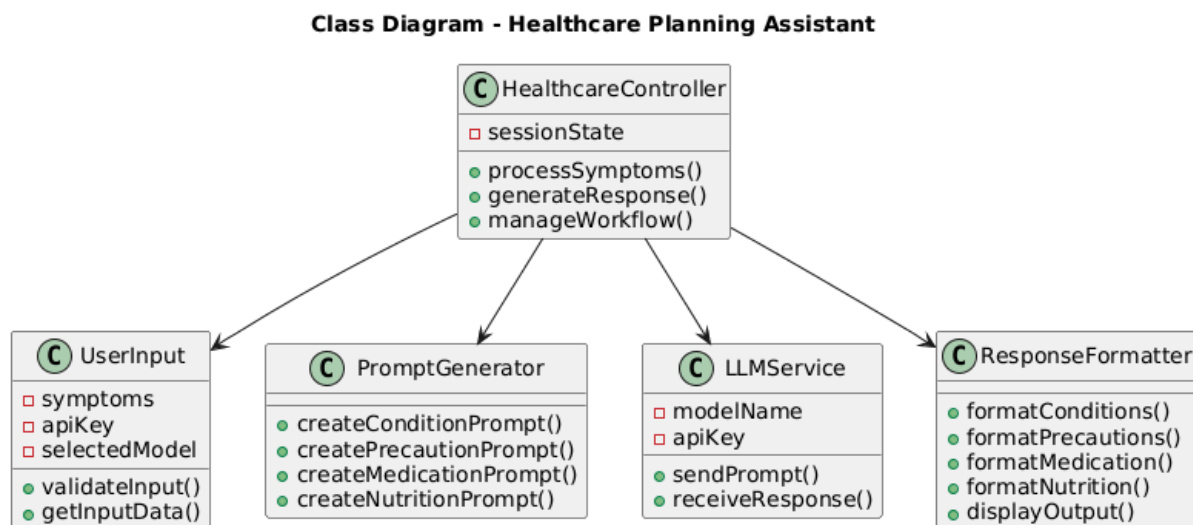 Class Diagram - Healthcare Planning Assistant
C HealthcareController
sessionState
processSymptoms()
generateResponse()
manageWorkflow()
C UserInput
symptoms
apiKey
selectedModel
validateInput()
getInputData()
C PromptGenerator
createConditionPrompt()
createPrecautionPrompt()
createMedicationPrompt()
createNutritionPrompt()
C LLMService
modelName
apiKey
sendPrompt()
receiveResponse()
C ResponseFormatter
formatConditions()
formatPrecautions()
formatMedication()
formatNutrition()
displayOutput()